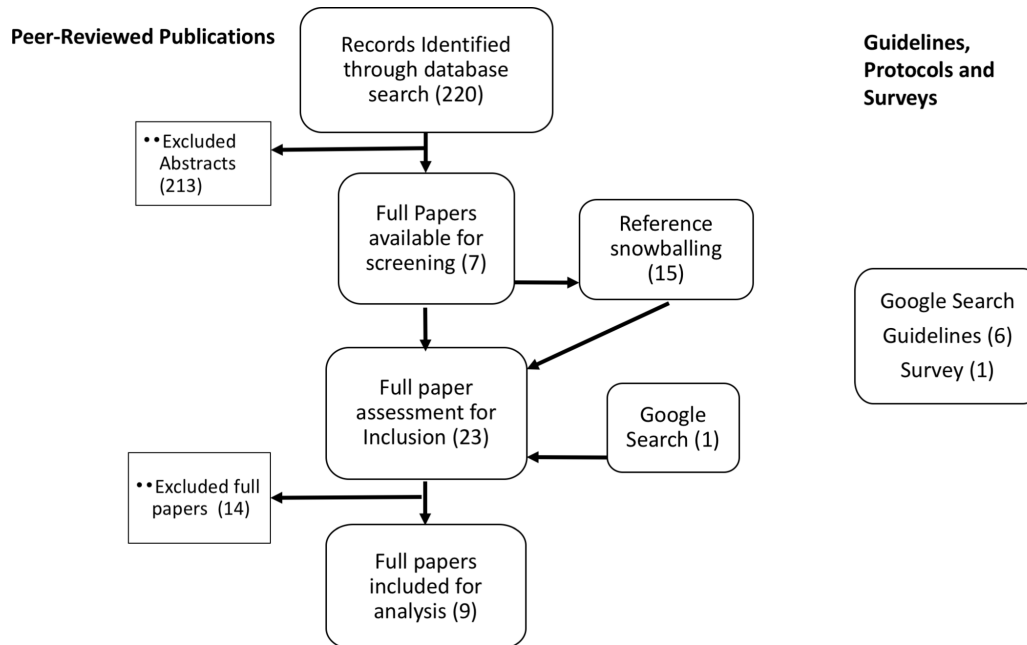 Peer-Reviewed Publications
Records Identified
through database
search (220)
Guidelines,
Protocols and
Surveys
••Excluded
Abstracts
(213)
Full Papers
available for
screening (7)
Reference
snowballing
(15)
Google Search
Guidelines (6)
Survey (1)
Full paper
assessment for
Inclusion (23)
Google
Search (1)
••Excluded full
papers (14)
Full papers
included for
analysis (9)